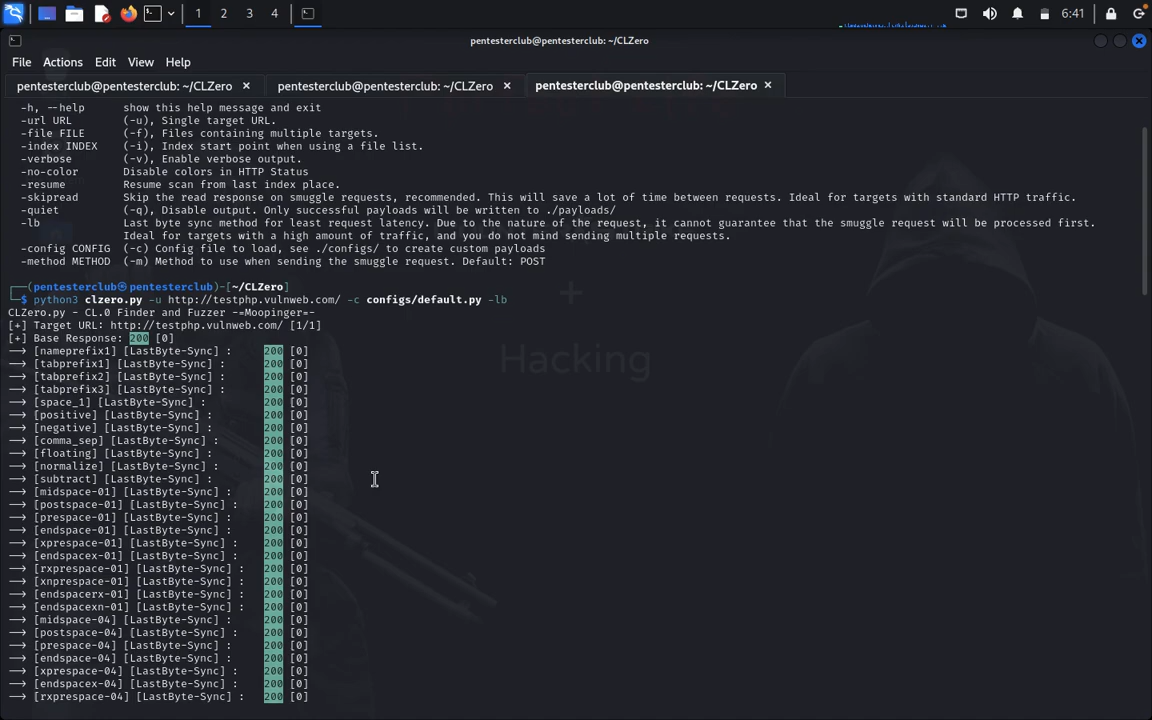 1 2 3 4 6:41
pentesterclub@pentesterclub: ~/CLZero
File Actions Edit View Help
pentesterclub@pentesterclub: ~/CLZero × pentesterclub@pentesterclub: ~/CLZero × pentesterclub@pentesterclub: ~/CLZero ×
-h, --help show this help message and exit
-url URL (-u), Single target URL.
-file FILE (-f), Files containing multiple targets.
-index INDEX (-i), Index start point when using a file list.
-verbose (-v), Enable verbose output.
-no-color Disable colors in HTTP Status
-resume Resume scan from last index place.
-skipread Skip the read response on smuggle requests, recommended. This will save a lot of time between requests. Ideal for targets with standard HTTP traffic.
-quiet (-q), Disable output. Only successful payloads will be written to ./payloads/
-lb Last byte sync method for least request latency. Due to the nature of the request, it cannot guarantee that the smuggle request will be processed first.
Ideal for targets with a high amount of traffic, and you do not mind sending multiple requests.
-config CONFIG (-c) Config file to load, see ./configs/ to create custom payloads
-method METHOD (-m) Method to use when sending the smuggle request. Default: POST
┌──(pentesterclub㉿pentesterclub)-[~/CLZero]
└─$ python3 clzero.py -u http://testphp.vulnweb.com/ -c configs/default.py -lb
CLZero.py - CL.0 Finder and Fuzzer -=Moopinger=-
[+] Target URL: http://testphp.vulnweb.com/ [1/1]
[+] Base Response: 200 [0]
—> [nameprefix1] [LastByte-Sync] : 200 [0]
—> [tabprefix1] [LastByte-Sync] : 200 [0]
—> [tabprefix2] [LastByte-Sync] : 200 [0]
—> [tabprefix3] [LastByte-Sync] : 200 [0]
—> [space_1] [LastByte-Sync] : 200 [0]
—> [positive] [LastByte-Sync] : 200 [0]
—> [negative] [LastByte-Sync] : 200 [0]
—> [comma_sep] [LastByte-Sync] : 200 [0]
—> [floating] [LastByte-Sync] : 200 [0]
—> [normalize] [LastByte-Sync] : 200 [0]
—> [subtract] [LastByte-Sync] : 200 [0]
—> [midspace-01] [LastByte-Sync] : 200 [0]
—> [postspace-01] [LastByte-Sync] : 200 [0]
—> [prespace-01] [LastByte-Sync] : 200 [0]
—> [endspace-01] [LastByte-Sync] : 200 [0]
—> [xprespace-01] [LastByte-Sync] : 200 [0]
—> [endspacex-01] [LastByte-Sync] : 200 [0]
—> [rxprespace-01] [LastByte-Sync] : 200 [0]
—> [xnprespace-01] [LastByte-Sync] : 200 [0]
—> [endspacerx-01] [LastByte-Sync] : 200 [0]
—> [endspacexn-01] [LastByte-Sync] : 200 [0]
—> [midspace-04] [LastByte-Sync] : 200 [0]
—> [postspace-04] [LastByte-Sync] : 200 [0]
—> [prespace-04] [LastByte-Sync] : 200 [0]
—> [endspace-04] [LastByte-Sync] : 200 [0]
—> [xprespace-04] [LastByte-Sync] : 200 [0]
—> [endspacex-04] [LastByte-Sync] : 200 [0]
—> [rxprespace-04] [LastByte-Sync] : 200 [0]
+
Hacking